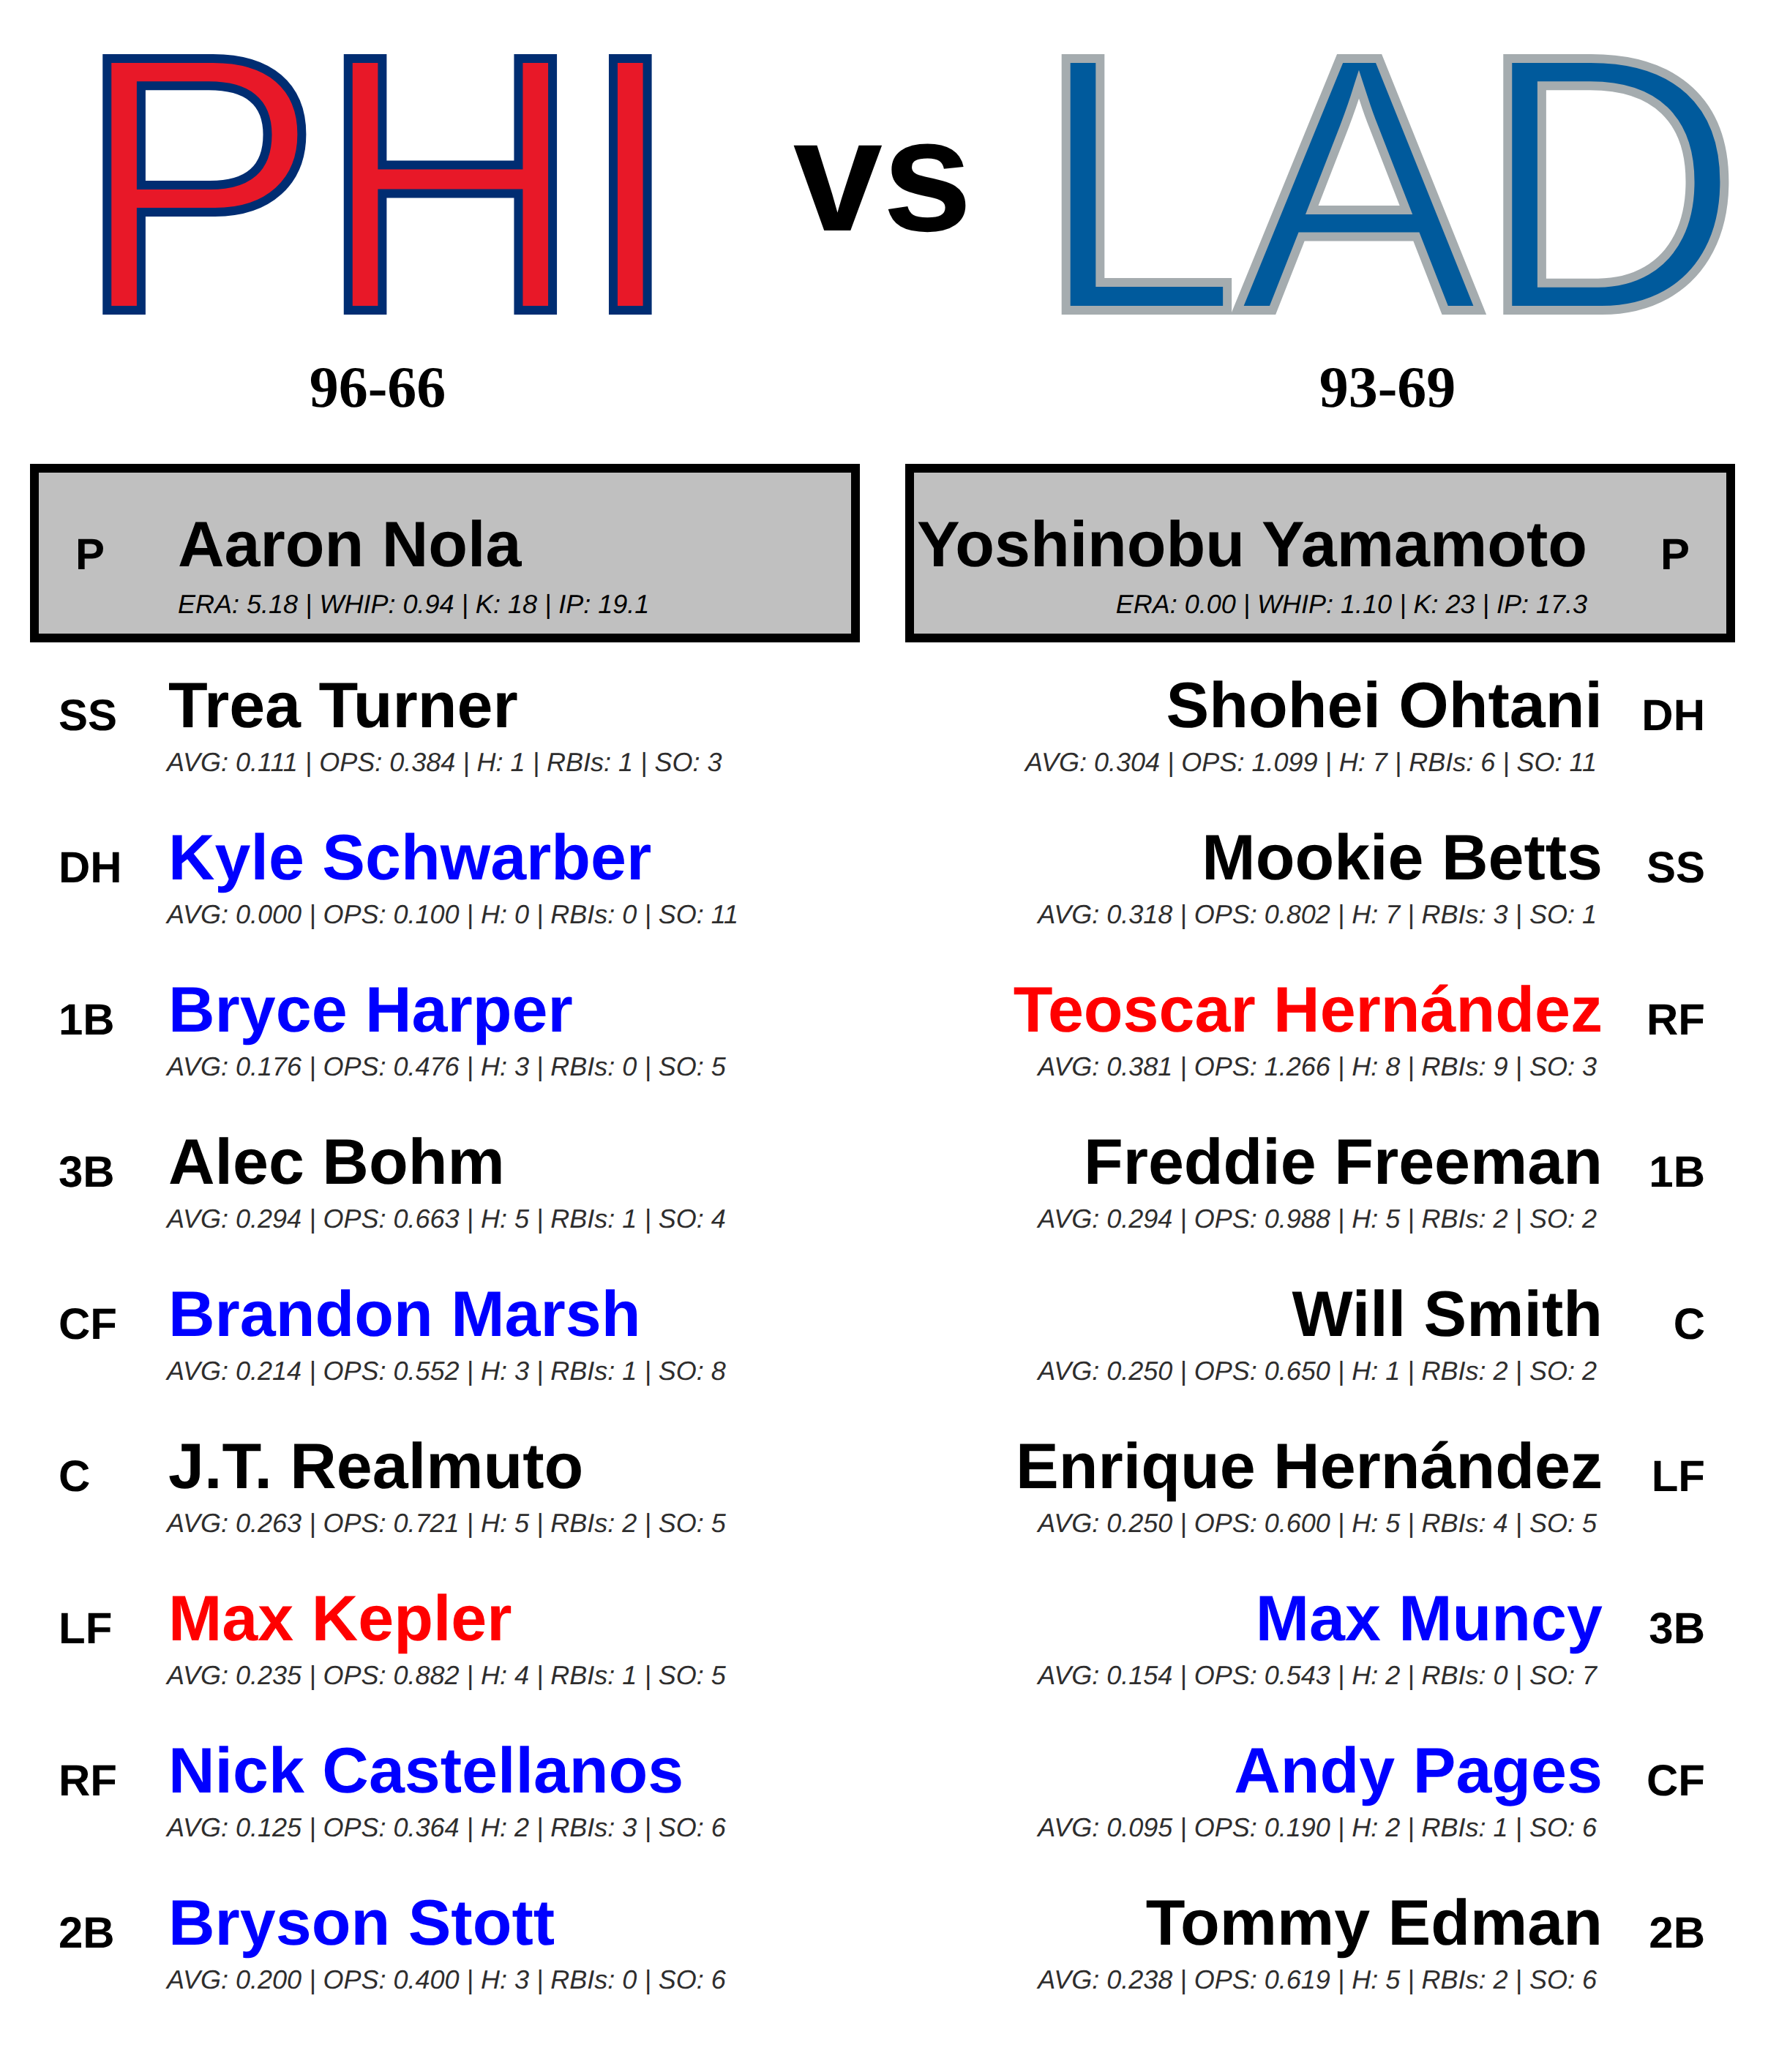 PHI vs LAD
96-66
93-69
P Aaron Nola
ERA: 5.18 | WHIP: 0.94 | K: 18 | IP: 19.1
Yoshinobu Yamamoto P
ERA: 0.00 | WHIP: 1.10 | K: 23 | IP: 17.3
SS Trea Turner
AVG: 0.111 | OPS: 0.384 | H: 1 | RBIs: 1 | SO: 3
DH Kyle Schwarber
AVG: 0.000 | OPS: 0.100 | H: 0 | RBIs: 0 | SO: 11
1B Bryce Harper
AVG: 0.176 | OPS: 0.476 | H: 3 | RBIs: 0 | SO: 5
3B Alec Bohm
AVG: 0.294 | OPS: 0.663 | H: 5 | RBIs: 1 | SO: 4
CF Brandon Marsh
AVG: 0.214 | OPS: 0.552 | H: 3 | RBIs: 1 | SO: 8
C J.T. Realmuto
AVG: 0.263 | OPS: 0.721 | H: 5 | RBIs: 2 | SO: 5
LF Max Kepler
AVG: 0.235 | OPS: 0.882 | H: 4 | RBIs: 1 | SO: 5
RF Nick Castellanos
AVG: 0.125 | OPS: 0.364 | H: 2 | RBIs: 3 | SO: 6
2B Bryson Stott
AVG: 0.200 | OPS: 0.400 | H: 3 | RBIs: 0 | SO: 6
Shohei Ohtani DH
AVG: 0.304 | OPS: 1.099 | H: 7 | RBIs: 6 | SO: 11
Mookie Betts SS
AVG: 0.318 | OPS: 0.802 | H: 7 | RBIs: 3 | SO: 1
Teoscar Hernández RF
AVG: 0.381 | OPS: 1.266 | H: 8 | RBIs: 9 | SO: 3
Freddie Freeman 1B
AVG: 0.294 | OPS: 0.988 | H: 5 | RBIs: 2 | SO: 2
Will Smith C
AVG: 0.250 | OPS: 0.650 | H: 1 | RBIs: 2 | SO: 2
Enrique Hernández LF
AVG: 0.250 | OPS: 0.600 | H: 5 | RBIs: 4 | SO: 5
Max Muncy 3B
AVG: 0.154 | OPS: 0.543 | H: 2 | RBIs: 0 | SO: 7
Andy Pages CF
AVG: 0.095 | OPS: 0.190 | H: 2 | RBIs: 1 | SO: 6
Tommy Edman 2B
AVG: 0.238 | OPS: 0.619 | H: 5 | RBIs: 2 | SO: 6